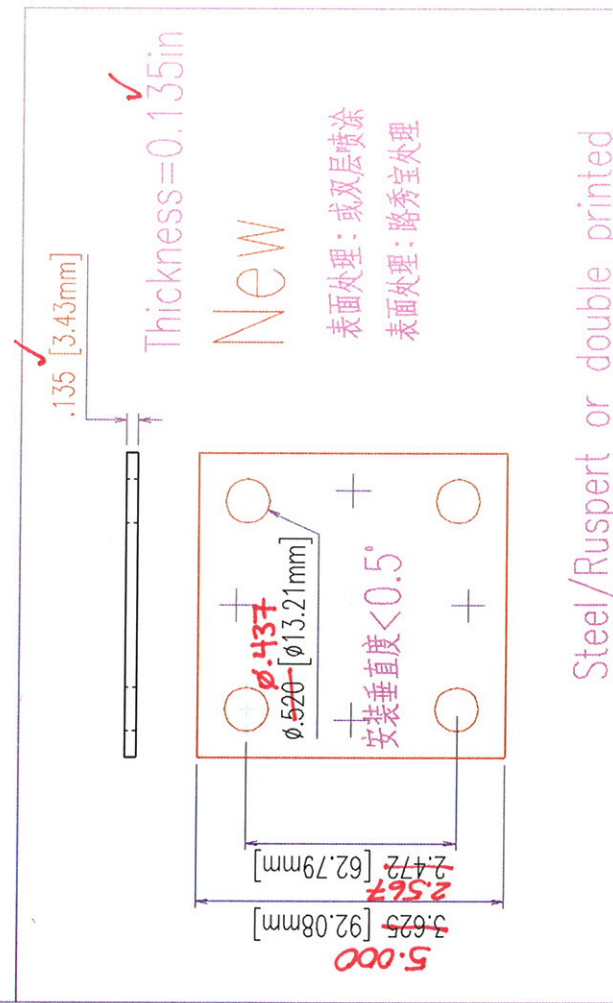 .135 [3.43mm]
Thickness=0.135in
New
表面处理：或双层喷涂
表面处理：路秀宝处理
ø.437
ø.520 [ø13.21mm]
安装垂直度<0.5°
2.472 [62.79mm]
2.567
3.625 [92.08mm]
5.000
Steel/Ruspert or double printed